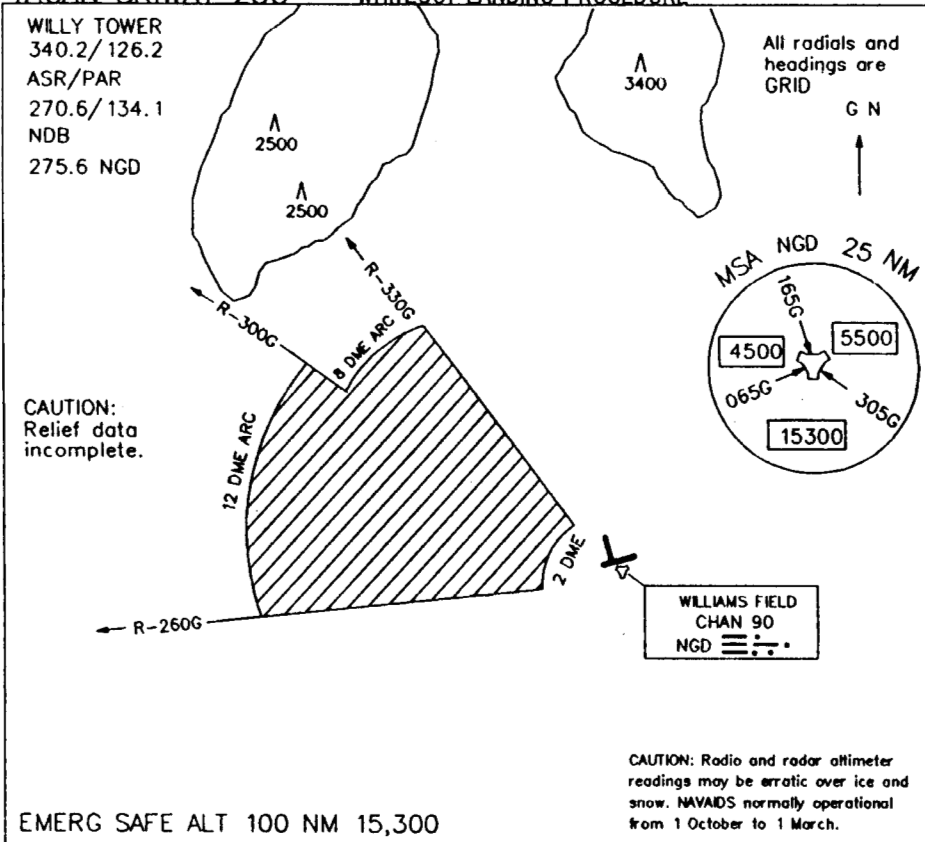 WHITEOUT LANDING PROCEDURE
WILLY TOWER
340.2/126.2
ASR/PAR
270.6/134.1
NDB
275.6 NGD
All radials and
headings are
GRID
G N
3400
2500
2500
MSA NGD 25 NM
165G
4500
5500
065G
305G
15300
R-330G
R-300G
8 DME ARC
CAUTION:
Relief data
incomplete.
12 DME ARC
2 DME
R-260G
WILLIAMS FIELD
CHAN 90
NGD
CAUTION: Radio and radar altimeter
readings may be erratic over ice and
snow. NAVAIDS normally operational
from 1 October to 1 March.
EMERG SAFE ALT 100 NM 15,300